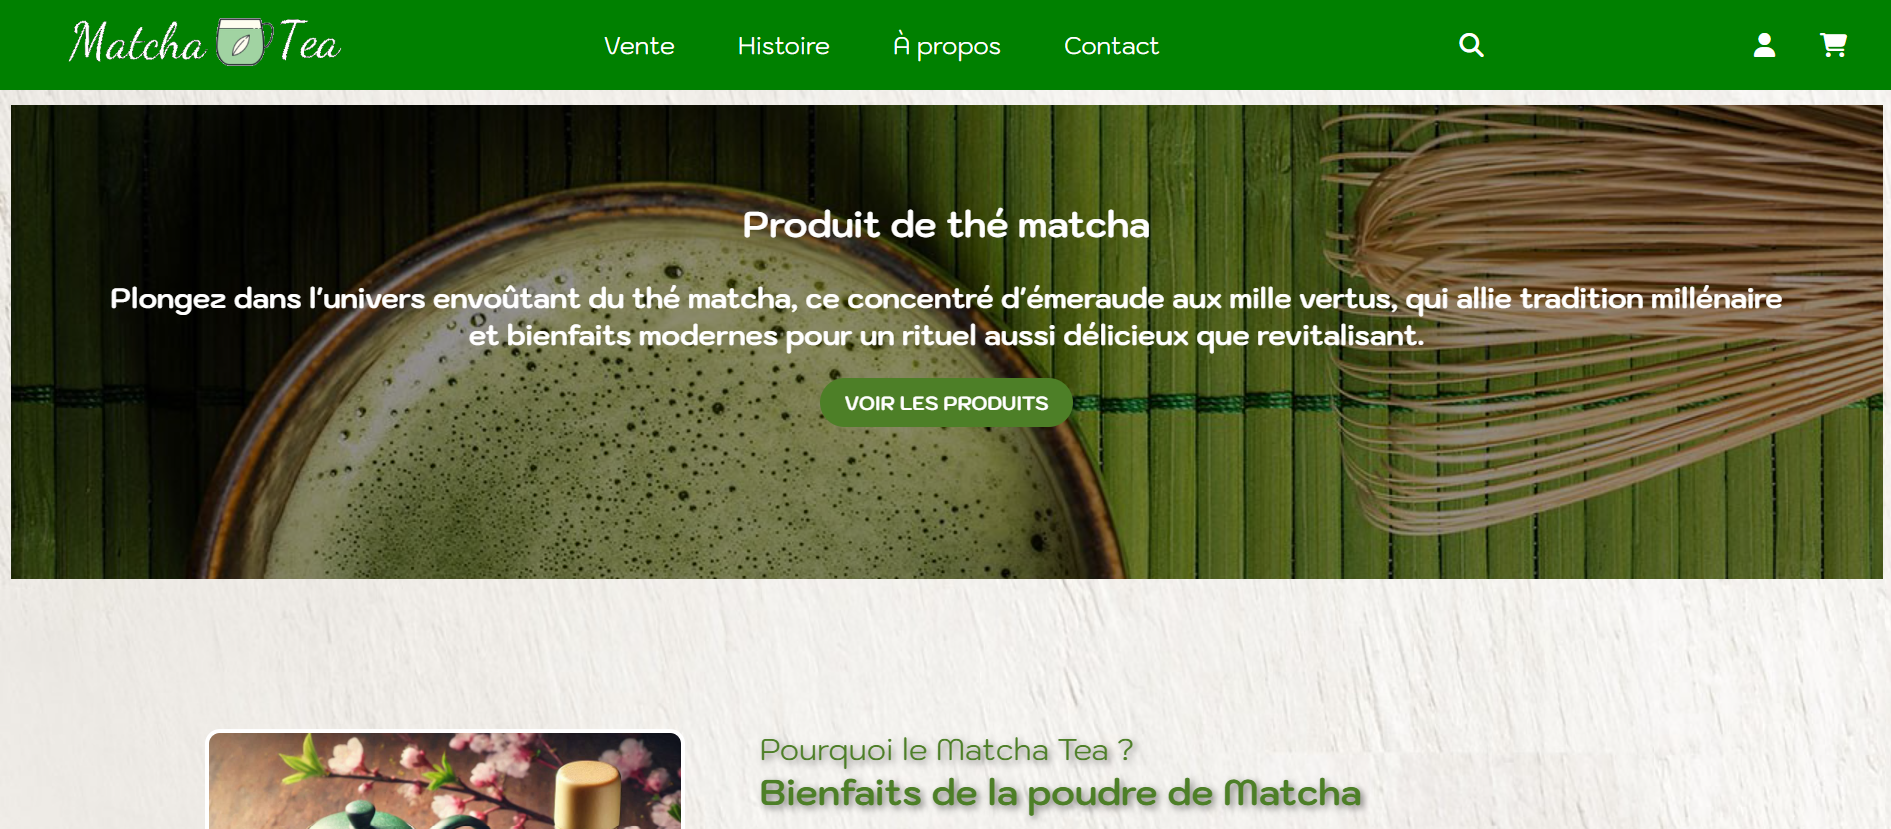 Matcha Tea
Vente Histoire À propos Contact
Produit de thé matcha
Plongez dans l'univers envoûtant du thé matcha, ce concentré d'émeraude aux mille vertus, qui allie tradition millénaire
et bienfaits modernes pour un rituel aussi délicieux que revitalisant.
VOIR LES PRODUITS
Pourquoi le Matcha Tea ?
Bienfaits de la poudre de Matcha